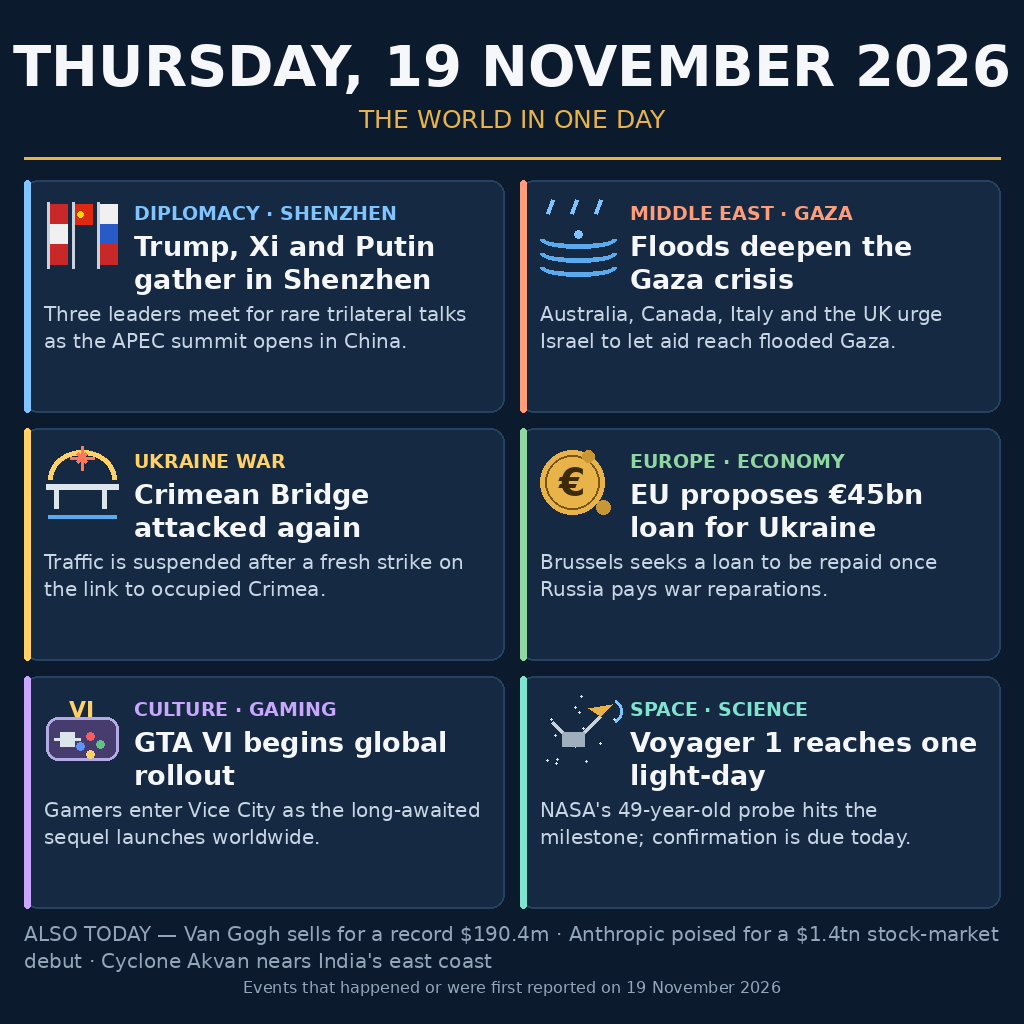 THURSDAY, 19 NOVEMBER 2026
THE WORLD IN ONE DAY
DIPLOMACY · SHENZHEN
Trump, Xi and Putin
gather in Shenzhen
Three leaders meet for rare trilateral talks
as the APEC summit opens in China.
MIDDLE EAST · GAZA
Floods deepen the
Gaza crisis
Australia, Canada, Italy and the UK urge
Israel to let aid reach flooded Gaza.
UKRAINE WAR
Crimean Bridge
attacked again
Traffic is suspended after a fresh strike on
the link to occupied Crimea.
€
EUROPE · ECONOMY
EU proposes €45bn
loan for Ukraine
Brussels seeks a loan to be repaid once
Russia pays war reparations.
VI
CULTURE · GAMING
GTA VI begins global
rollout
Gamers enter Vice City as the long-awaited
sequel launches worldwide.
SPACE · SCIENCE
Voyager 1 reaches one
light-day
NASA's 49-year-old probe hits the
milestone; confirmation is due today.
ALSO TODAY — Van Gogh sells for a record $190.4m · Anthropic poised for a $1.4tn stock-market
debut · Cyclone Akvan nears India's east coast
Events that happened or were first reported on 19 November 2026